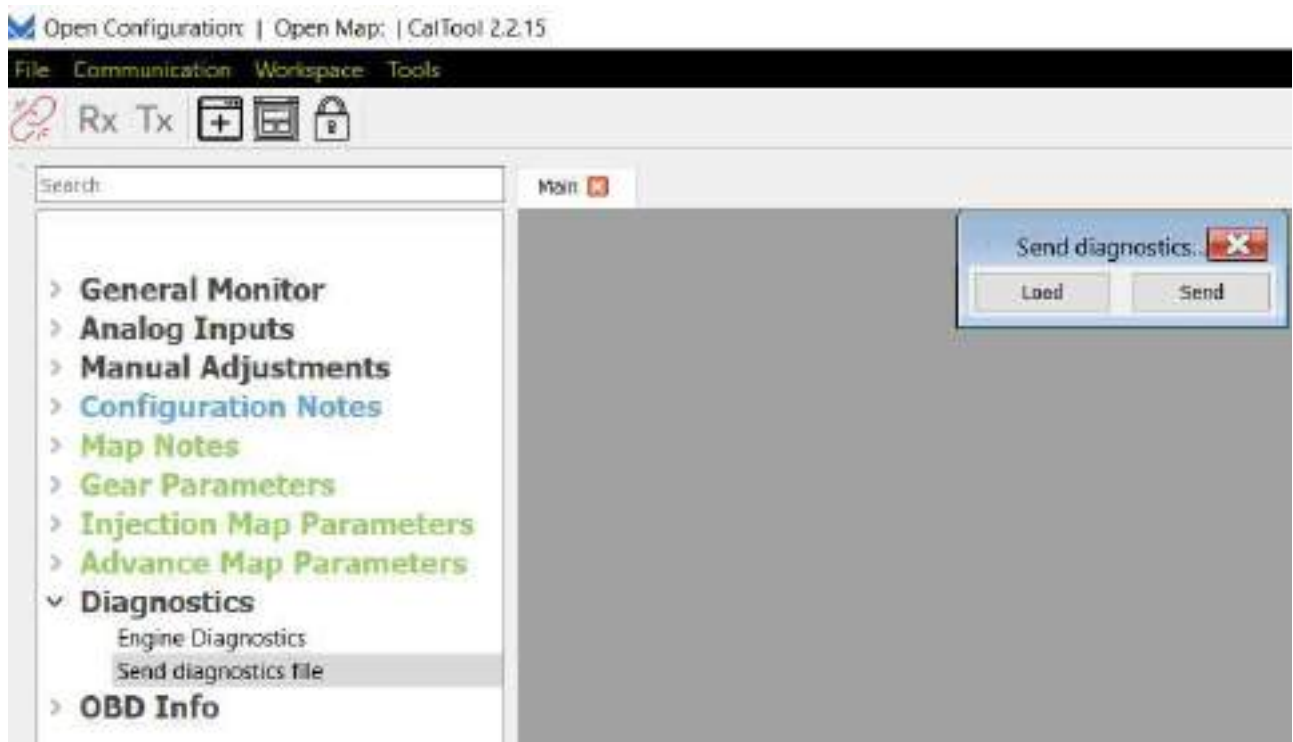 Open Configuration: | Open Map: | CalTool 2.2.15
File Communication Workspace Tools
Rx Tx
Search
Main
Send diagnostics...
Load Send
General Monitor
Analog Inputs
Manual Adjustments
Configuration Notes
Map Notes
Gear Parameters
Injection Map Parameters
Advance Map Parameters
Diagnostics
Engine Diagnostics
Send diagnostics file
OBD Info